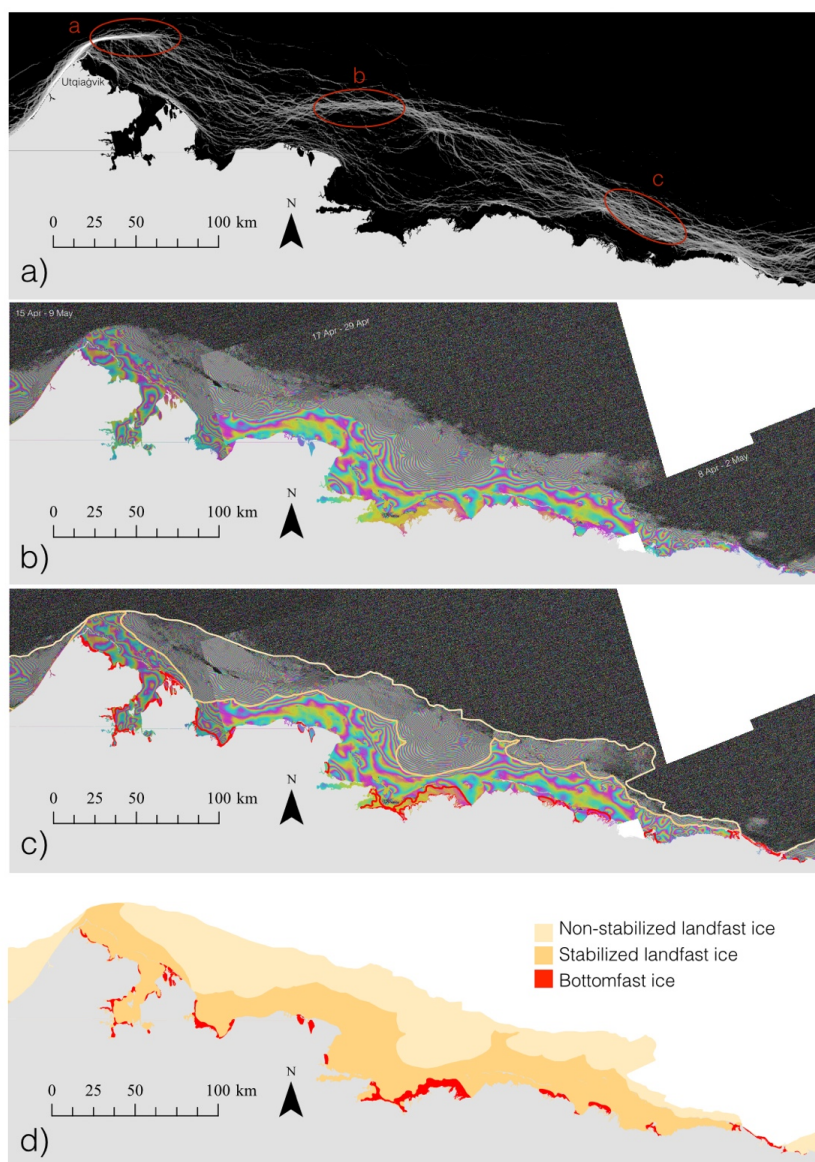 a
Utqiaġvik
b
c
N
0 25 50 100 km
a)
15 Apr - 9 May
17 Apr - 29 Apr
8 Apr - 2 May
N
0 25 50 100 km
b)
N
0 25 50 100 km
c)
Non-stabilized landfast ice
Stabilized landfast ice
Bottomfast ice
N
0 25 50 100 km
d)